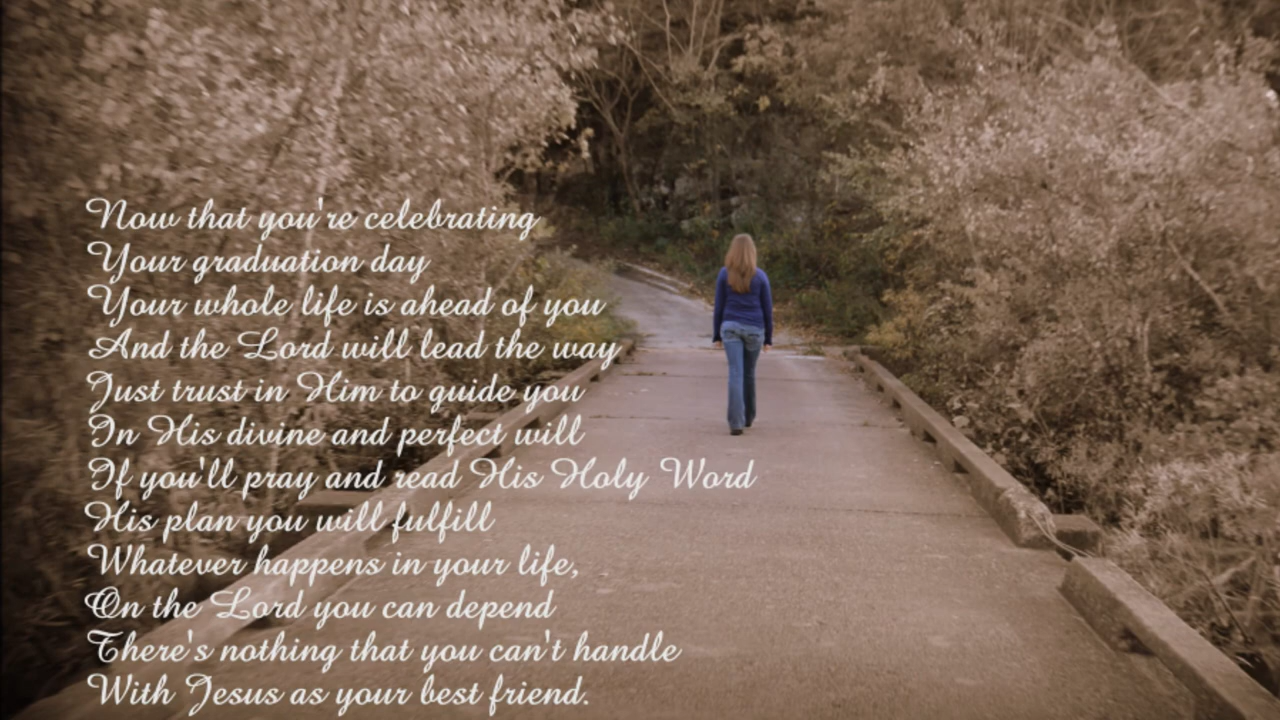 Now that you're celebrating
Your graduation day
Your whole life is ahead of you
And the Lord will lead the way
Just trust in Him to guide you
In His divine and perfect will
If you'll pray and read His Holy Word
His plan you will fulfill
Whatever happens in your life,
On the Lord you can depend
There's nothing that you can't handle
With Jesus as your best friend.